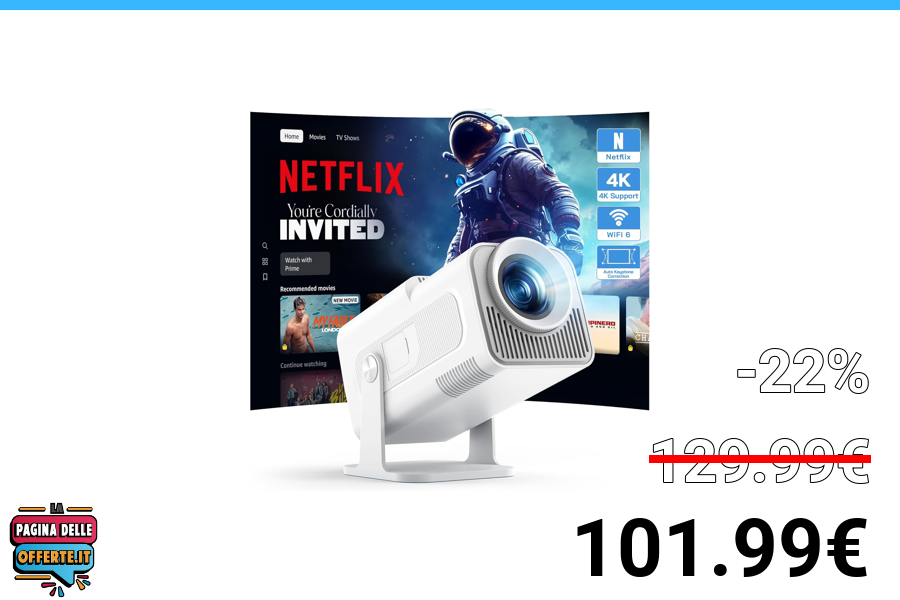 Home Movies TV Shows
NETFLIX
You're Cordially
INVITED
Watch with
Prime
Recommended movies
NEW MOVIE
LONDO
Continue watching
N
Netflix
4K
4K Support
WiFi 6
Auto Keystone
Correction
-22%
129.99€
101.99€
LA
PAGINA DELLE
OFFERTE.IT